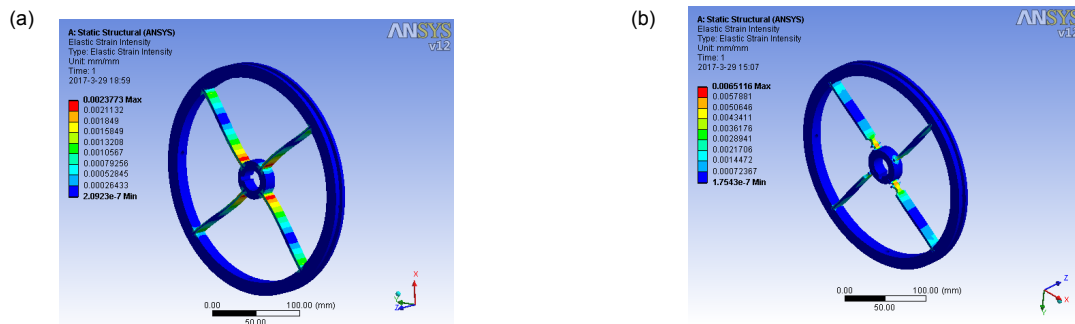 (a)
A: Static Structural (ANSYS)
Elastic Strain Intensity
Type: Elastic Strain Intensity
Unit: mm/mm
Time: 1
2017-3-29 18:59
ANSYS
v12
0.0023773 Max
0.0021132
0.001849
0.0015849
0.0013208
0.0010567
0.00079256
0.00052845
0.00026433
2.0923e-7 Min
X
Y
Z
0.00
100.00 (mm)
50.00
(b)
A: Static Structural (ANSYS)
Elastic Strain Intensity
Type: Elastic Strain Intensity
Unit: mm/mm
Time: 1
2017-3-29 15:07
ANSYS
v12
0.0065116 Max
0.0057881
0.0050646
0.0043411
0.0036176
0.0028941
0.0021706
0.0014472
0.00072367
1.7543e-7 Min
Z
X
Y
0.00
100.00 (mm)
50.00